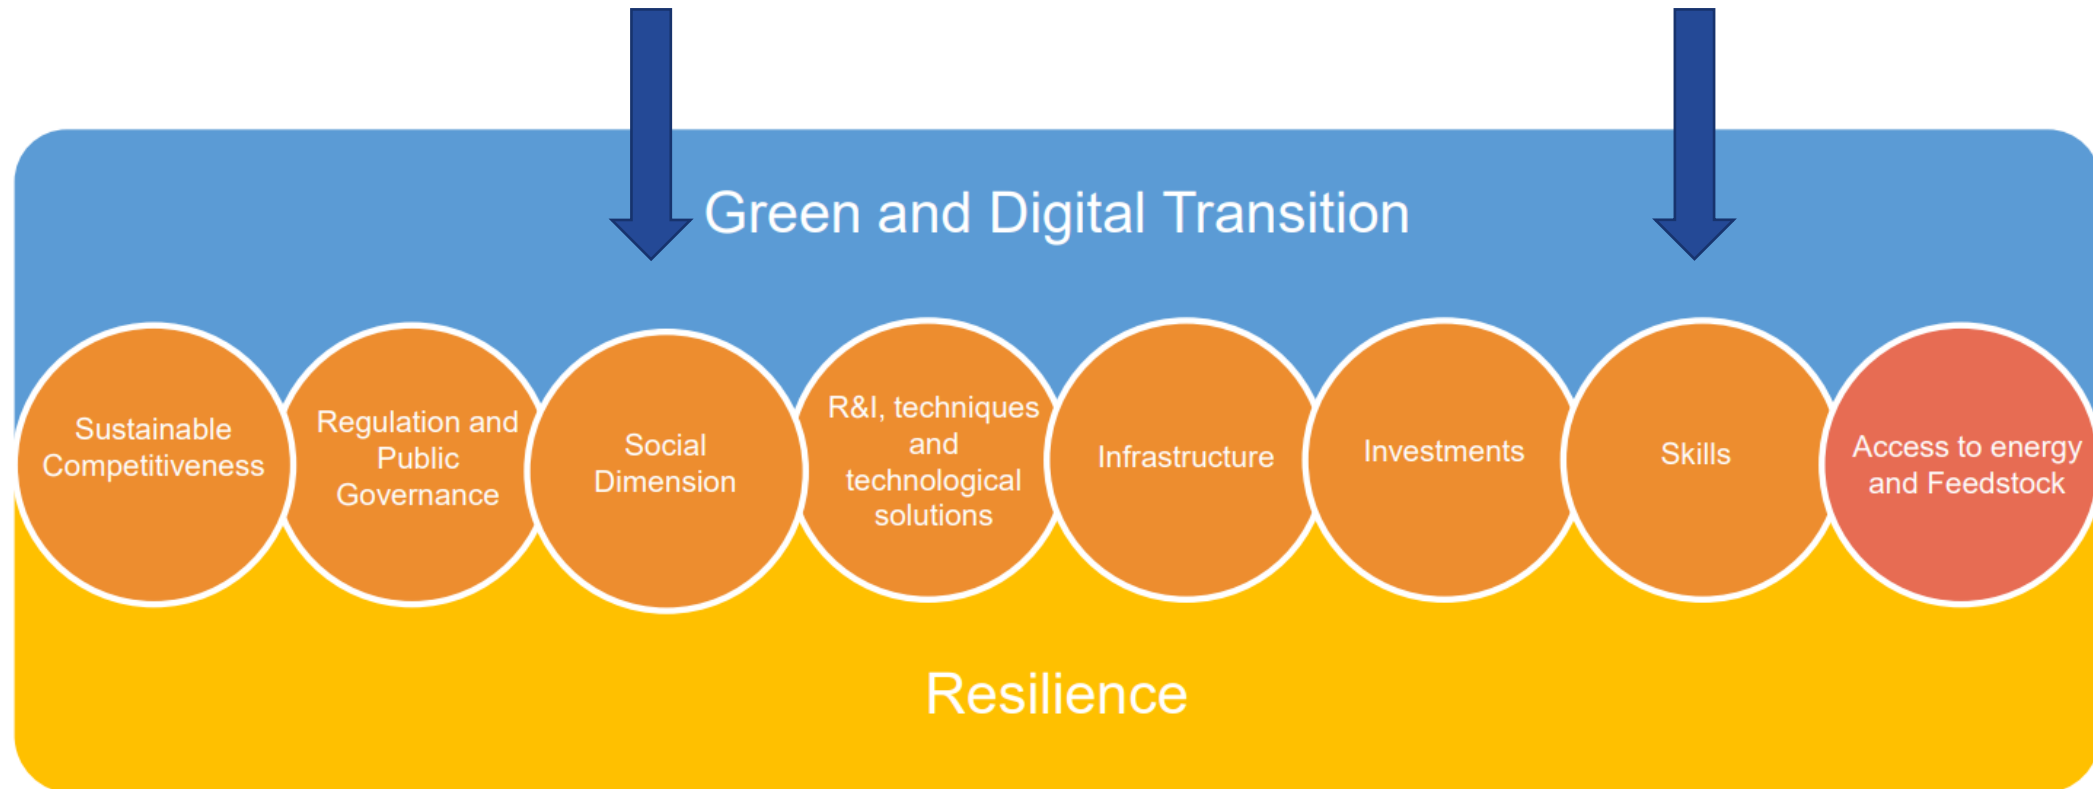 Green and Digital Transition
Sustainable
Competitiveness
Regulation and
Public
Governance
Social
Dimension
R&I, techniques
and
technological
solutions
Infrastructure
Investments
Skills
Access to energy
and Feedstock
Resilience